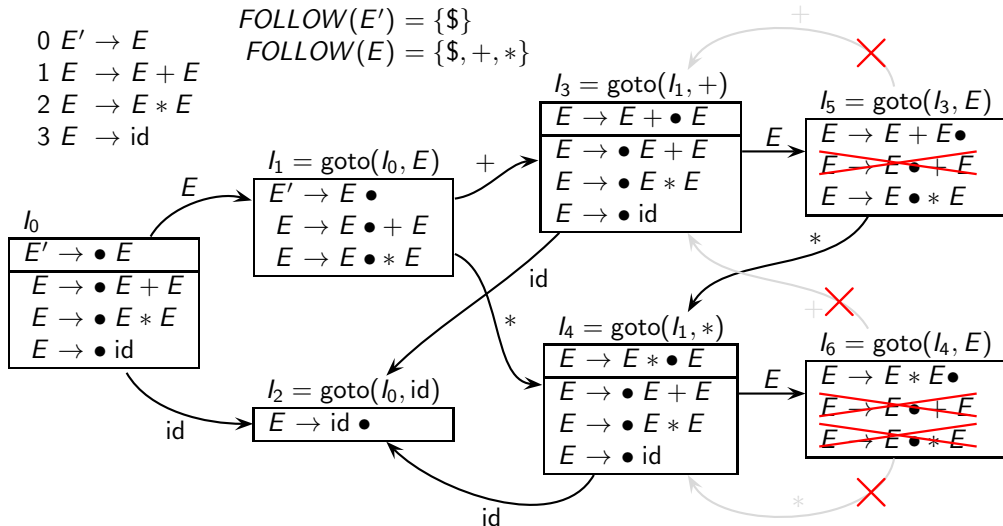 FOLLOW(E') = {$}
FOLLOW(E) = {$, +, ∗}
0 E' → E
1 E → E + E
2 E → E ∗ E
3 E → id
I0
E' → ● E
E → ● E + E
E → ● E ∗ E
E → ● id
E
id
I1 = goto(I0, E)
E' → E ●
E → E ● + E
E → E ● ∗ E
+
∗
I2 = goto(I0, id)
E → id ●
I3 = goto(I1, +)
E → E + ● E
E → ● E + E
E → ● E ∗ E
E → ● id
id
E
+
I4 = goto(I1, ∗)
E → E ∗ ● E
E → ● E + E
E → ● E ∗ E
E → ● id
id
E
I5 = goto(I3, E)
E → E + E●
E → E ● + E
E → E ● ∗ E
∗
+
I6 = goto(I4, E)
E → E ∗ E●
E → E ● + E
E → E ● ∗ E
∗